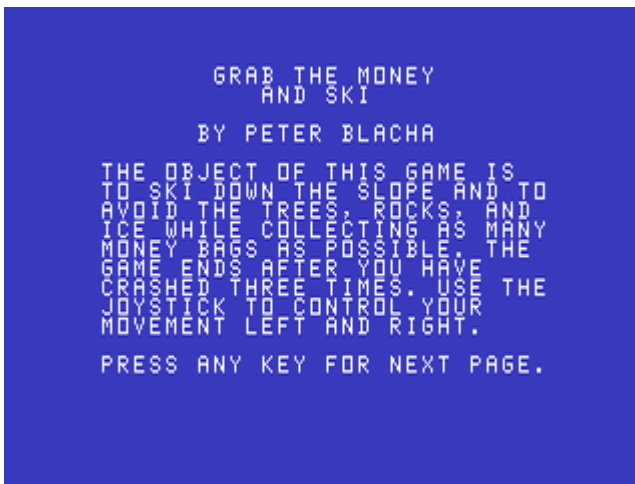 GRAB THE MONEY
AND SKI
BY PETER BLACHA
THE OBJECT OF THIS GAME IS
TO SKI DOWN THE SLOPE AND TO
AVOID THE TREES, ROCKS, AND
ICE WHILE COLLECTING AS MANY
MONEY BAGS AS POSSIBLE. THE
GAME ENDS AFTER YOU HAVE
CRASHED THREE TIMES. USE THE
JOYSTICK TO CONTROL YOUR
MOVEMENT LEFT AND RIGHT.
PRESS ANY KEY FOR NEXT PAGE.